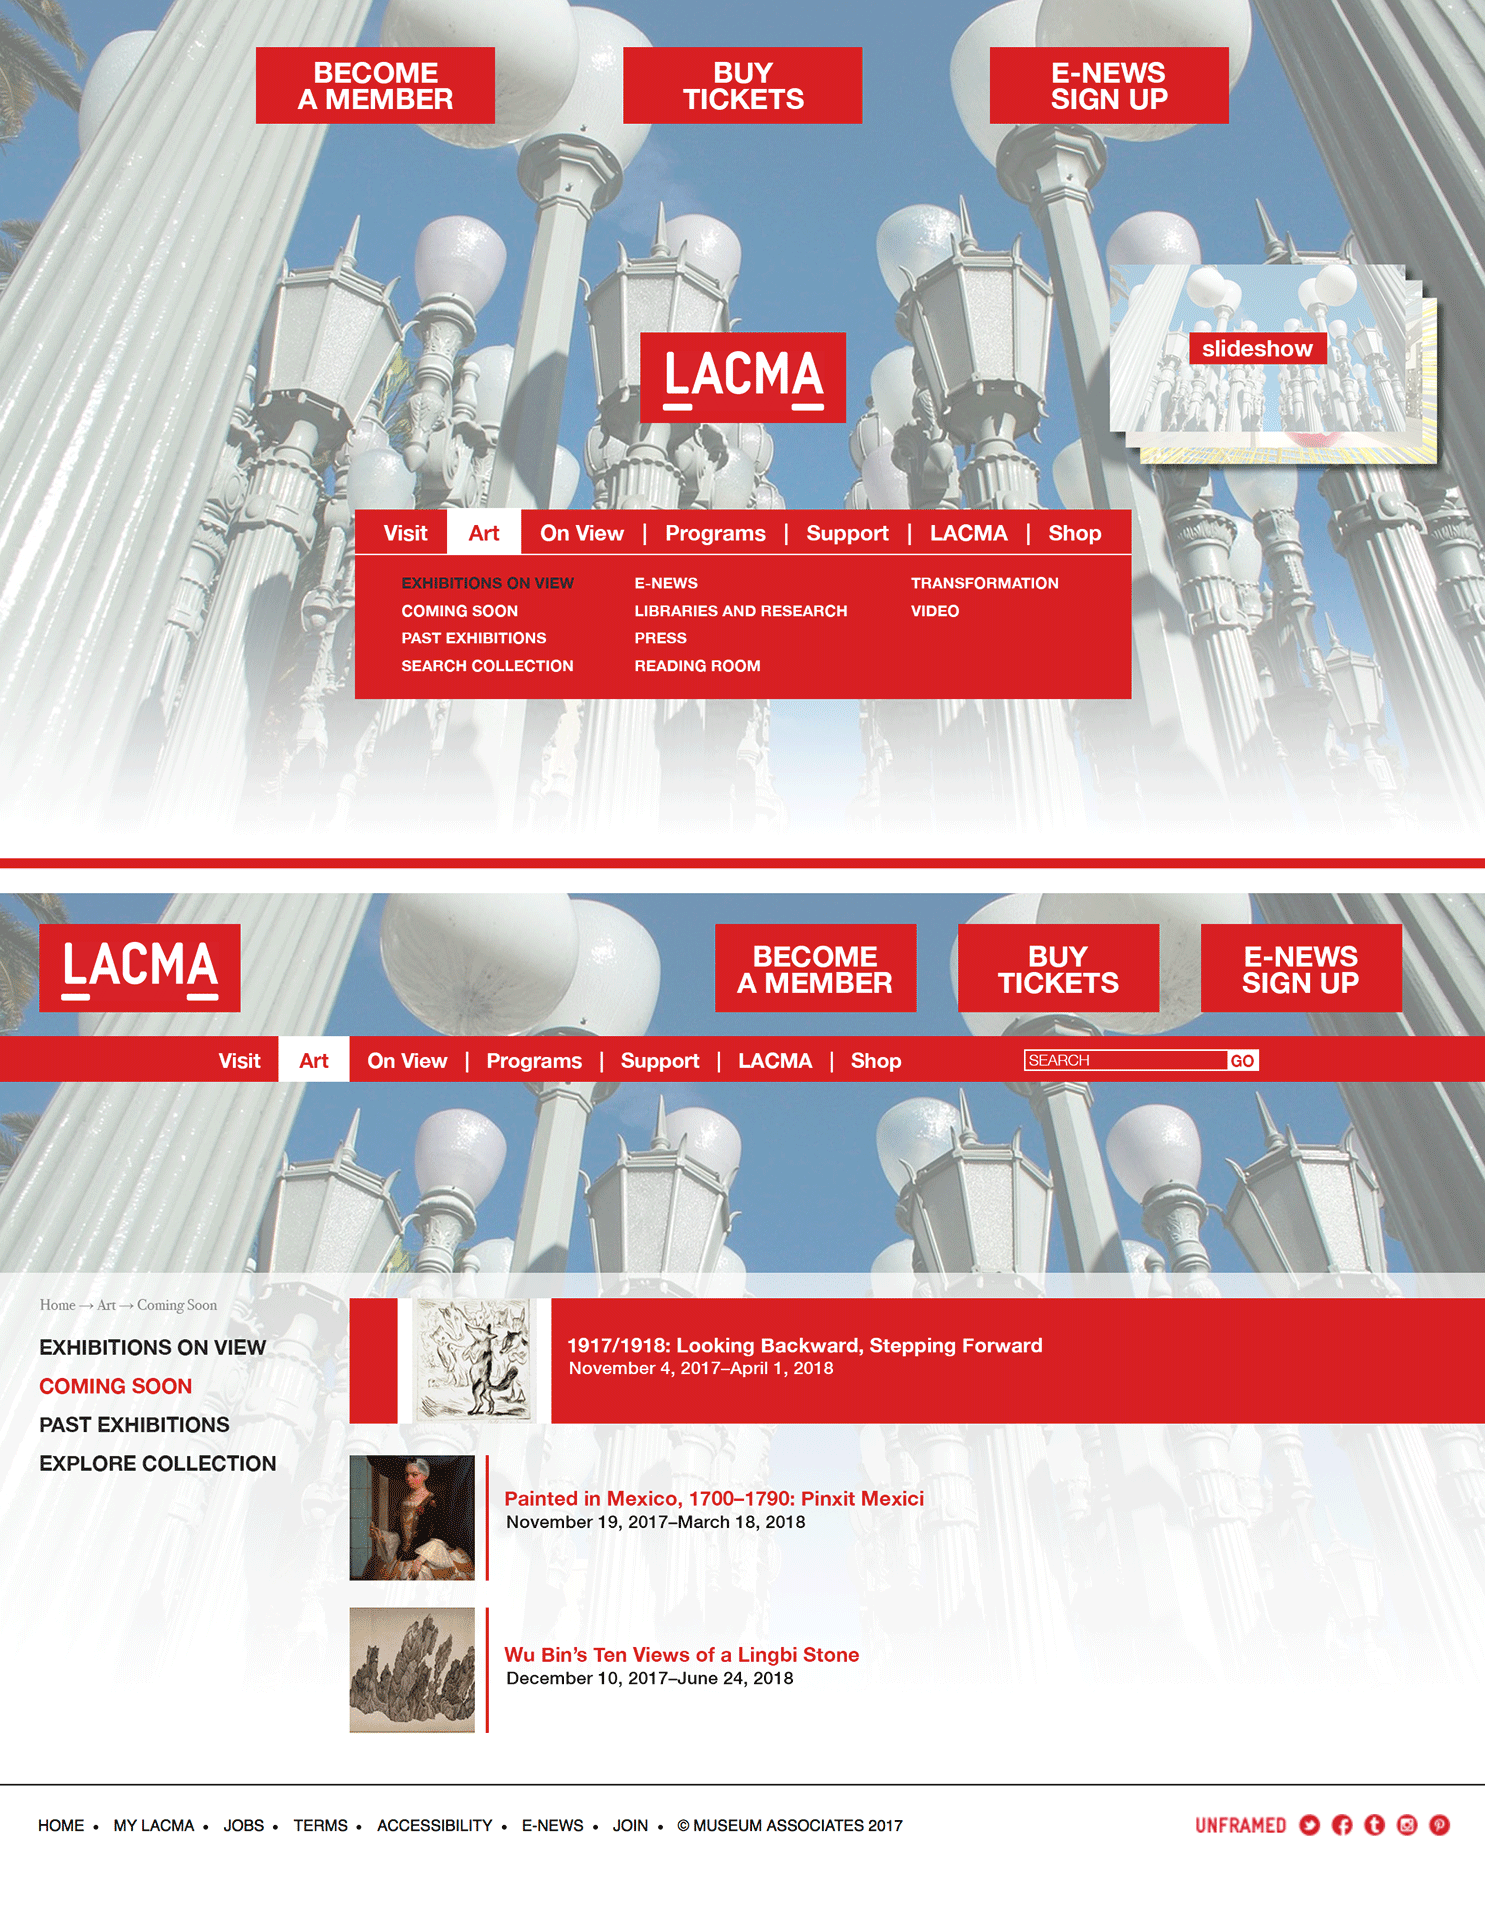 BECOME
A MEMBER
BUY
TICKETS
E-NEWS
SIGN UP
LACMA
slideshow
Visit Art On View | Programs | Support | LACMA | Shop
EXHIBITIONS ON VIEW
COMING SOON
PAST EXHIBITIONS
SEARCH COLLECTION
E-NEWS
LIBRARIES AND RESEARCH
PRESS
READING ROOM
TRANSFORMATION
VIDEO
LACMA
BECOME
A MEMBER
BUY
TICKETS
E-NEWS
SIGN UP
Visit Art On View | Programs | Support | LACMA | Shop
SEARCH GO
Home → Art → Coming Soon
EXHIBITIONS ON VIEW
COMING SOON
PAST EXHIBITIONS
EXPLORE COLLECTION
1917/1918: Looking Backward, Stepping Forward
November 4, 2017–April 1, 2018
Painted in Mexico, 1700–1790: Pinxit Mexici
November 19, 2017–March 18, 2018
Wu Bin’s Ten Views of a Lingbi Stone
December 10, 2017–June 24, 2018
HOME • MY LACMA • JOBS • TERMS • ACCESSIBILITY • E-NEWS • JOIN • © MUSEUM ASSOCIATES 2017
UNFRAMED